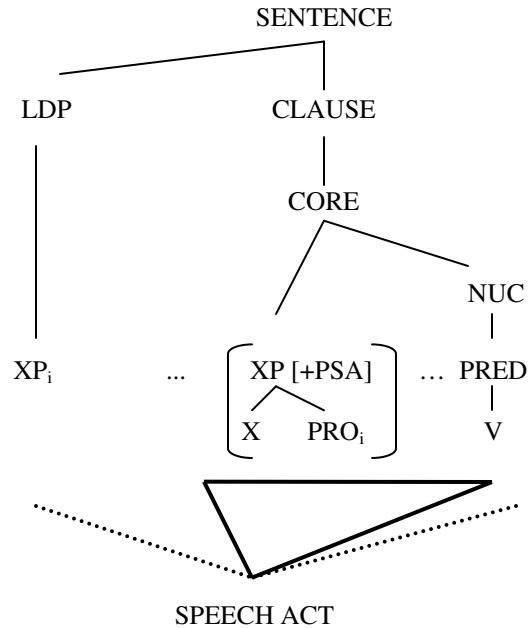 SENTENCE
LDP CLAUSE
CORE
NUC
XPi ... XP [+PSA] … PRED
X PROi V
SPEECH ACT